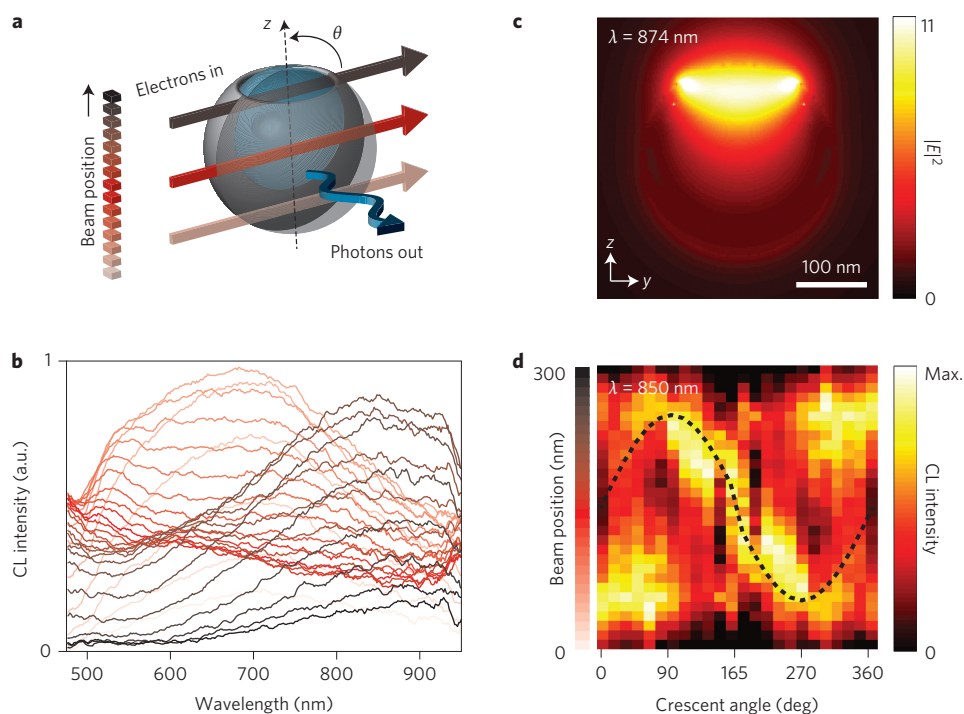 a
z
θ
Electrons in
Beam position
Photons out
c
λ = 874 nm
z
y
100 nm
11
|E|²
0
b
1
CL intensity (a.u.)
0
500 600 700 800 900
Wavelength (nm)
d
300
λ = 850 nm
Beam position (nm)
0
0 90 165 270 360
Crescent angle (deg)
Max.
CL intensity
0